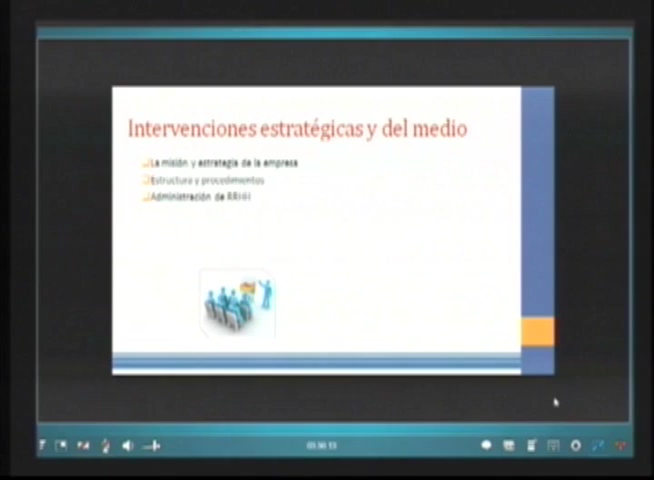 Intervenciones estratégicas y del medio
La misión y estrategia de la empresa
Estructura y procedimientos
Administración de RRHH